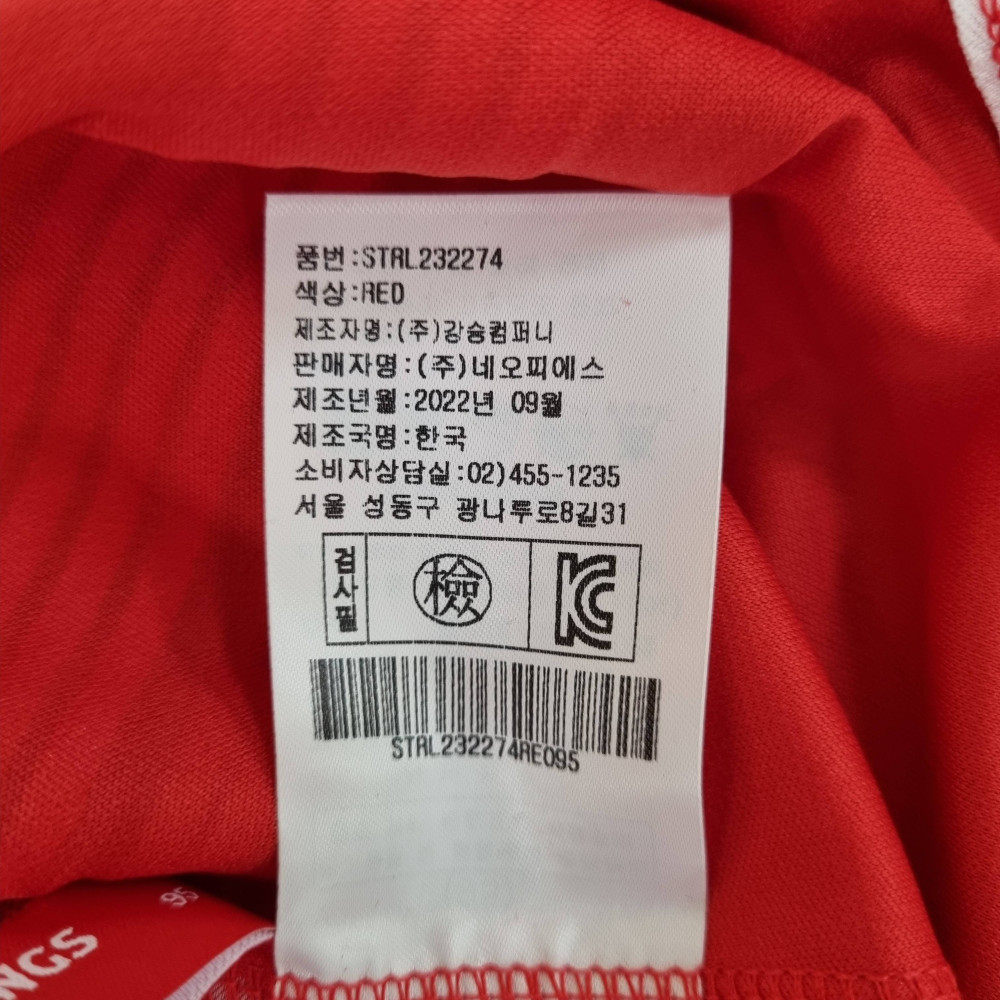 품번:STRL232274
색상:RED
제조자명:(주)강승컴퍼니
판매자명:(주)네오피에스
제조년월:2022년 09월
제조국명:한국
소비자상담실:02)455-1235
서울 성동구 광나루로8길31
검사필
檢
KC
STRL232274RE095
95
NGS